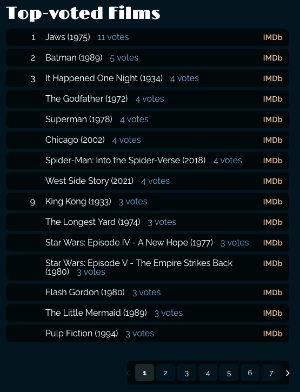 Top-voted Films
1 Jaws (1975) 11 votes IMDb
2 Batman (1989) 5 votes IMDb
3 It Happened One Night (1934) 4 votes IMDb
The Godfather (1972) 4 votes IMDb
Superman (1978) 4 votes IMDb
Chicago (2002) 4 votes IMDb
Spider-Man: Into the Spider-Verse (2018) 4 votes IMDb
West Side Story (2021) 4 votes IMDb
9 King Kong (1933) 3 votes IMDb
The Longest Yard (1974) 3 votes IMDb
Star Wars: Episode IV - A New Hope (1977) 3 votes IMDb
Star Wars: Episode V - The Empire Strikes Back
(1980) 3 votes IMDb
Flash Gordon (1980) 3 votes IMDb
The Little Mermaid (1989) 3 votes IMDb
Pulp Fiction (1994) 3 votes IMDb
‹ 1 2 3 4 5 6 7 ›